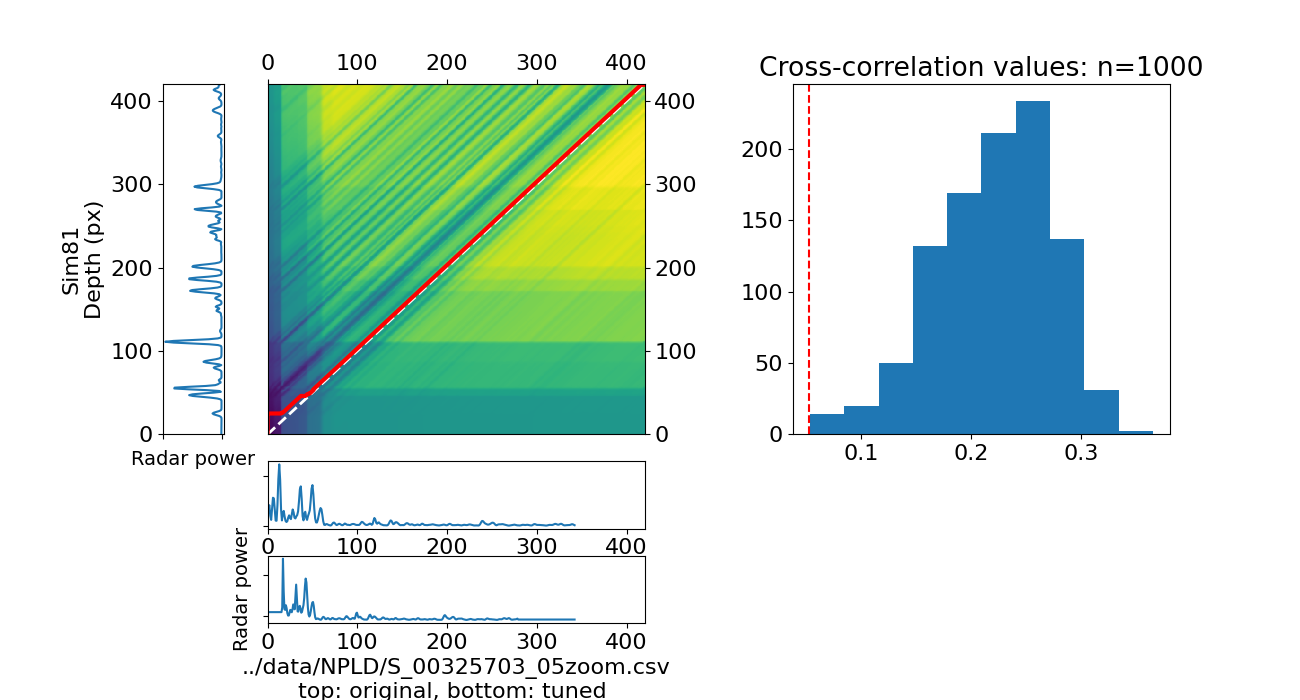 0 100 200 300 400
Cross-correlation values: n=1000
400
300
200
100
0
Sim81
Depth (px)
Radar power
400
300
200
100
0
200
150
100
50
0
0.1 0.2 0.3
0 100 200 300 400
Radar power
0 100 200 300 400
../data/NPLD/S_00325703_05zoom.csv
top: original, bottom: tuned